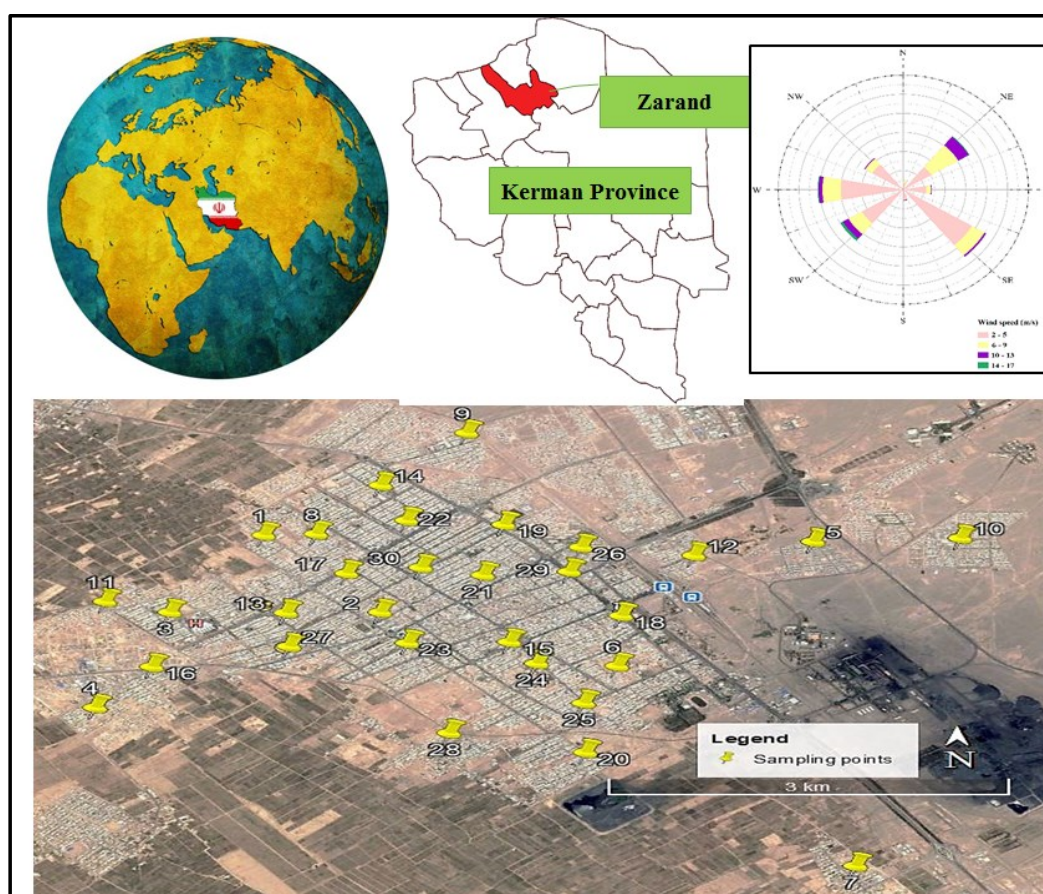 Zarand
Kerman Province
N
NW
NE
W
SW
SE
S
Wind speed (m/s)
2 - 5
6 - 9
10 - 13
14 - 17
9
14
1
8
22
19
26
12
5
10
17
30
21
29
11
3
H
13
2
18
27
23
15
24
6
16
4
25
28
20
Legend
Sampling points
N
3 km
7